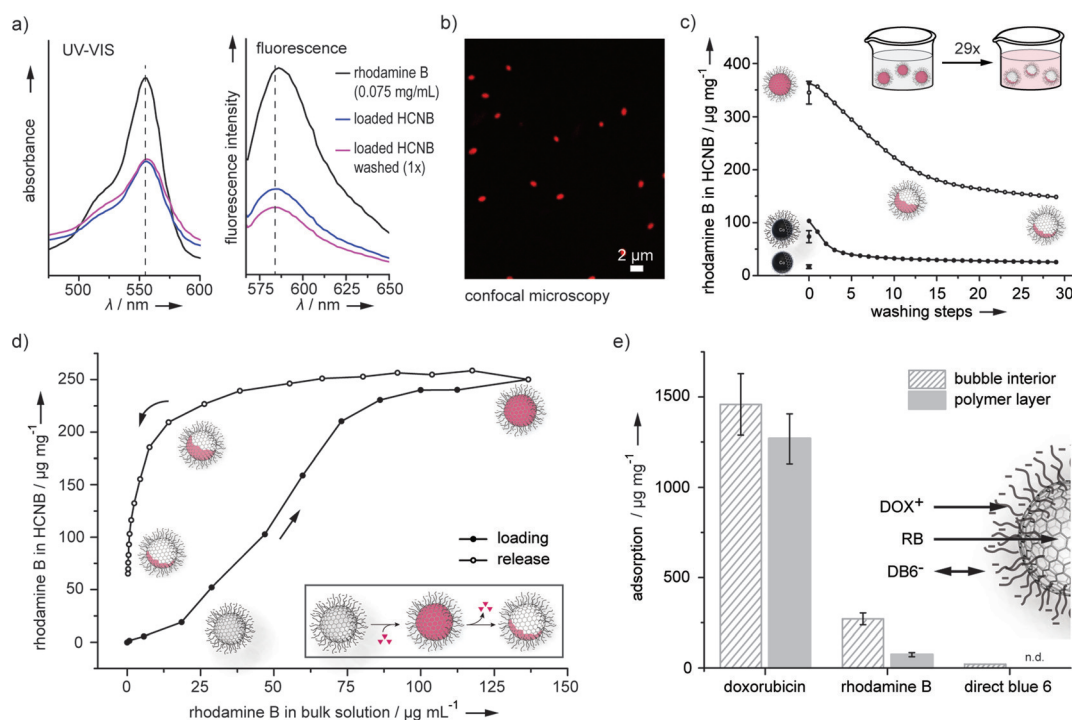 a)
UV-VIS
absorbance
500
550
600
λ / nm
fluorescence
fluorescence intensity
rhodamine B
(0.075 mg/mL)
loaded HCNB
loaded HCNB
washed (1x)
575
600
625
650
λ / nm
b)
2 μm
confocal microscopy
c)
29x
rhodamine B in HCNB / μg mg⁻¹
400
300
200
100
0
0
5
10
15
20
25
30
washing steps
d)
rhodamine B in HCNB / μg mg⁻¹
250
200
150
100
50
0
loading
release
0
25
50
75
100
125
150
rhodamine B in bulk solution / μg mL⁻¹
e)
adsorption / μg mg⁻¹
1500
1000
500
0
bubble interior
polymer layer
DOX⁺
RB
DB6⁻
n.d.
doxorubicin
rhodamine B
direct blue 6